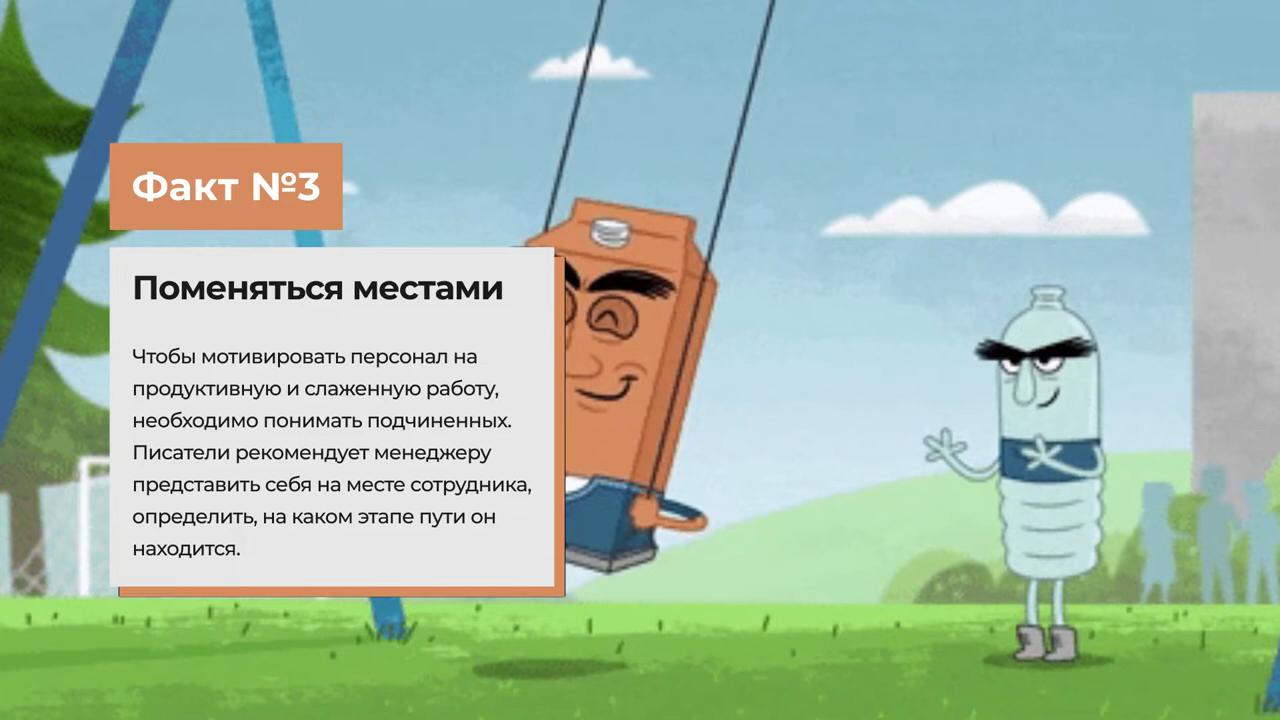 Факт №3
Поменяться местами
Чтобы мотивировать персонал на
продуктивную и слаженную работу,
необходимо понимать подчиненных.
Писатели рекомендует менеджеру
представить себя на месте сотрудника,
определить, на каком этапе пути он
находится.